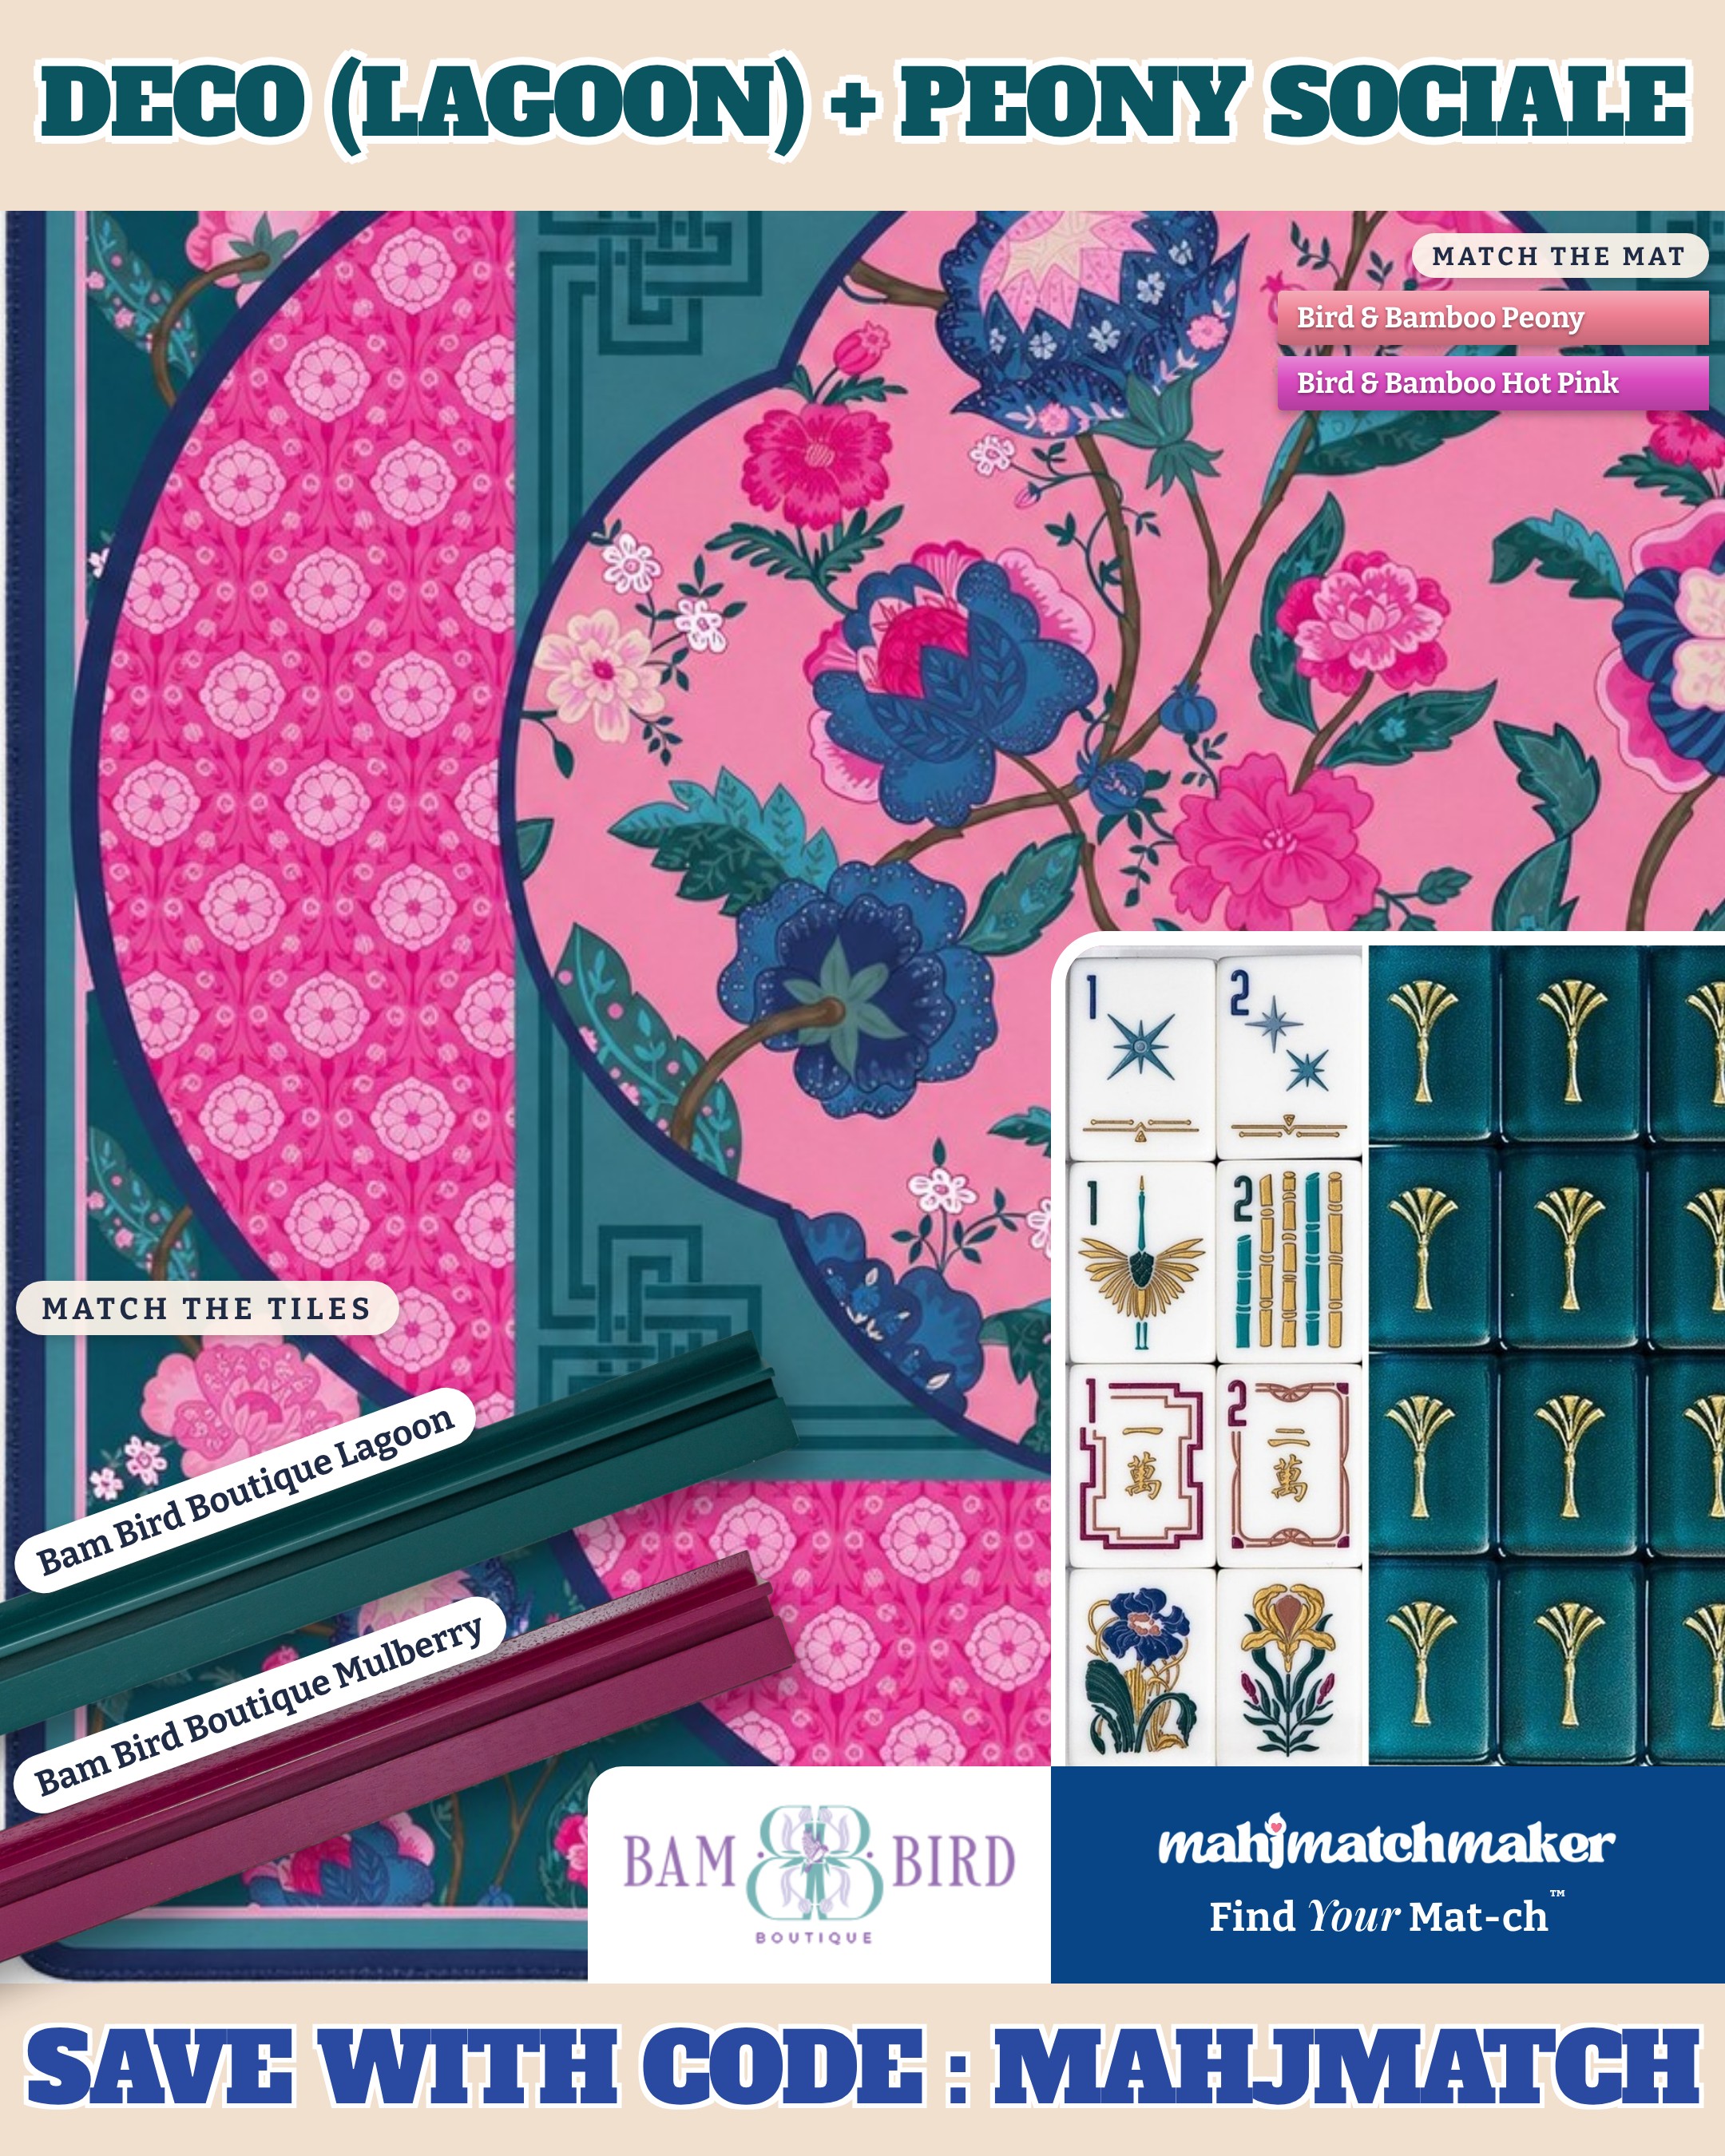 DECO (LAGOON) + PEONY SOCIALE
MATCH THE MAT
Bird & Bamboo Peony
Bird & Bamboo Hot Pink
1
2
1
2
1
一
萬
2
二
萬
MATCH THE TILES
Bam Bird Boutique Lagoon
Bam Bird Boutique Mulberry
BAM BIRD
BOUTIQUE
mahjmatchmaker
Find Your Mat-ch™
SAVE WITH CODE : MAHJMATCH